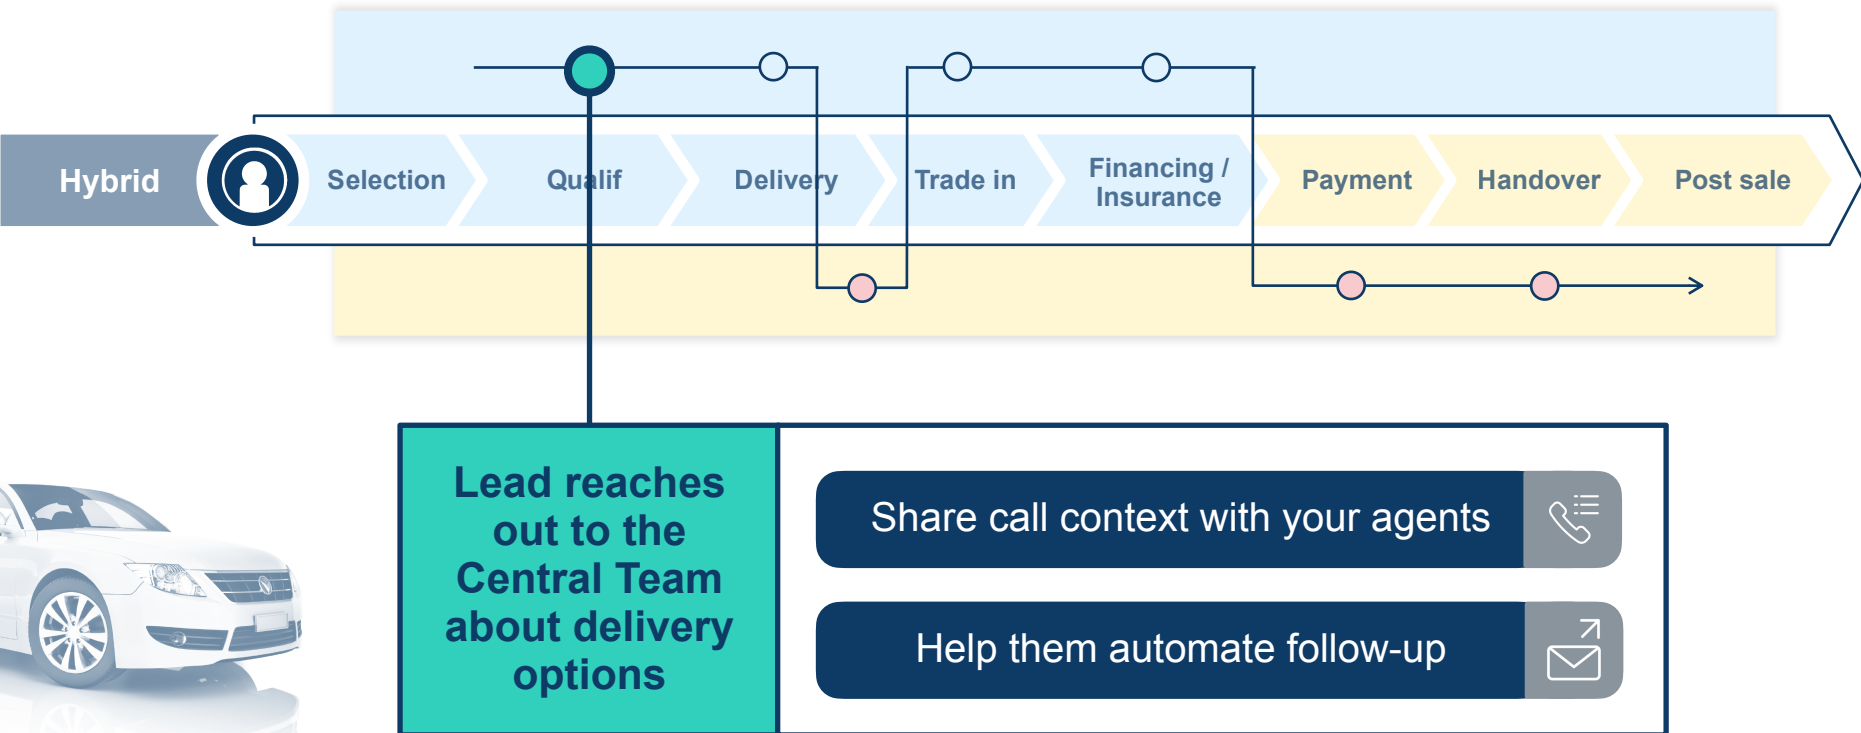 Hybrid
Selection
Qualif
Delivery
Trade in
Financing /
Insurance
Payment
Handover
Post sale
Lead reaches
out to the
Central Team
about delivery
options
Share call context with your agents
Help them automate follow-up